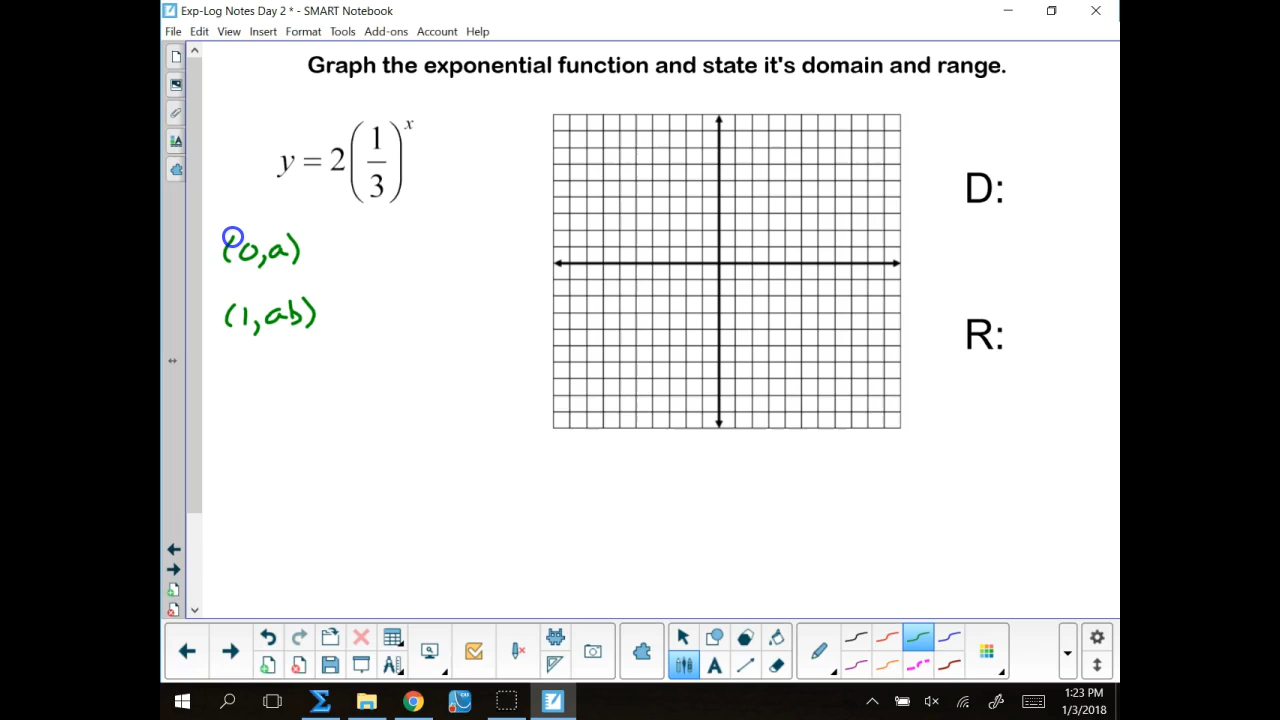 Exp-Log Notes Day 2 * - SMART Notebook
File Edit View Insert Format Tools Add-ons Account Help
Graph the exponential function and state it's domain and range.
y = 2(1/3)^x
D:
(0,a)
(1,ab)
R:
1:23 PM
1/3/2018